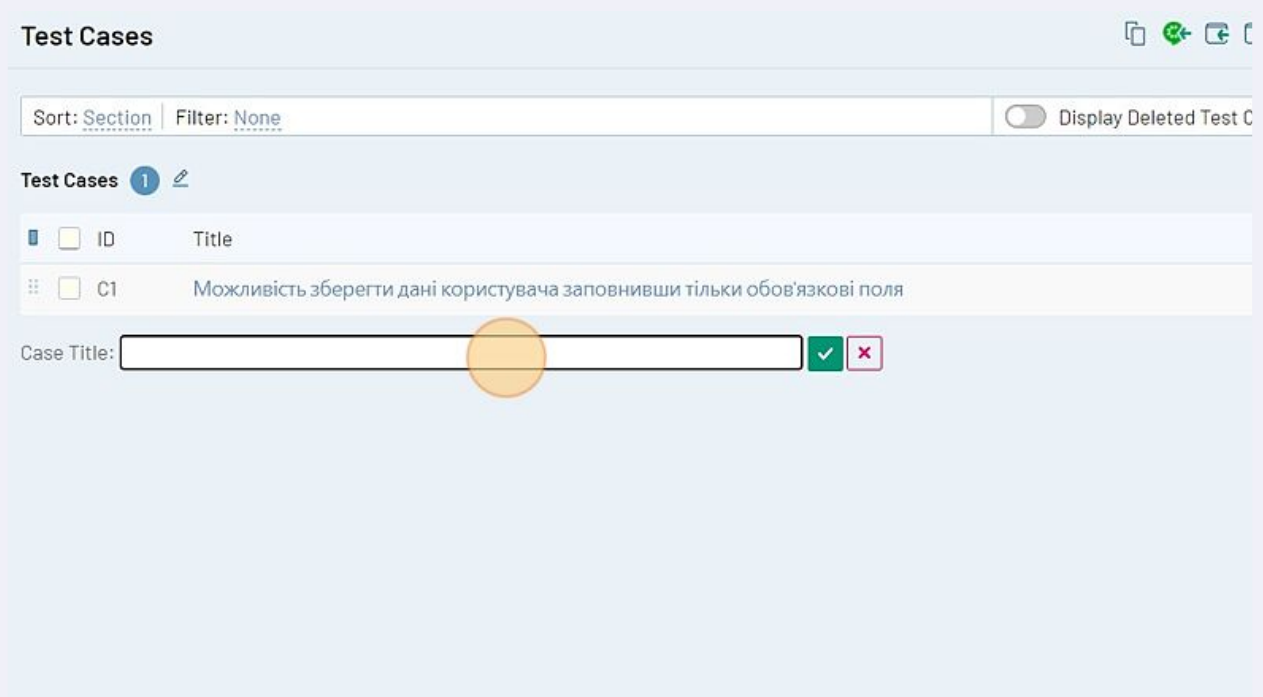 Test Cases
Sort: Section Filter: None Display Deleted Test
Test Cases 1
ID Title
C1 Можливість зберегти дані користувача заповнивши тільки обов'язкові поля
Case Title: